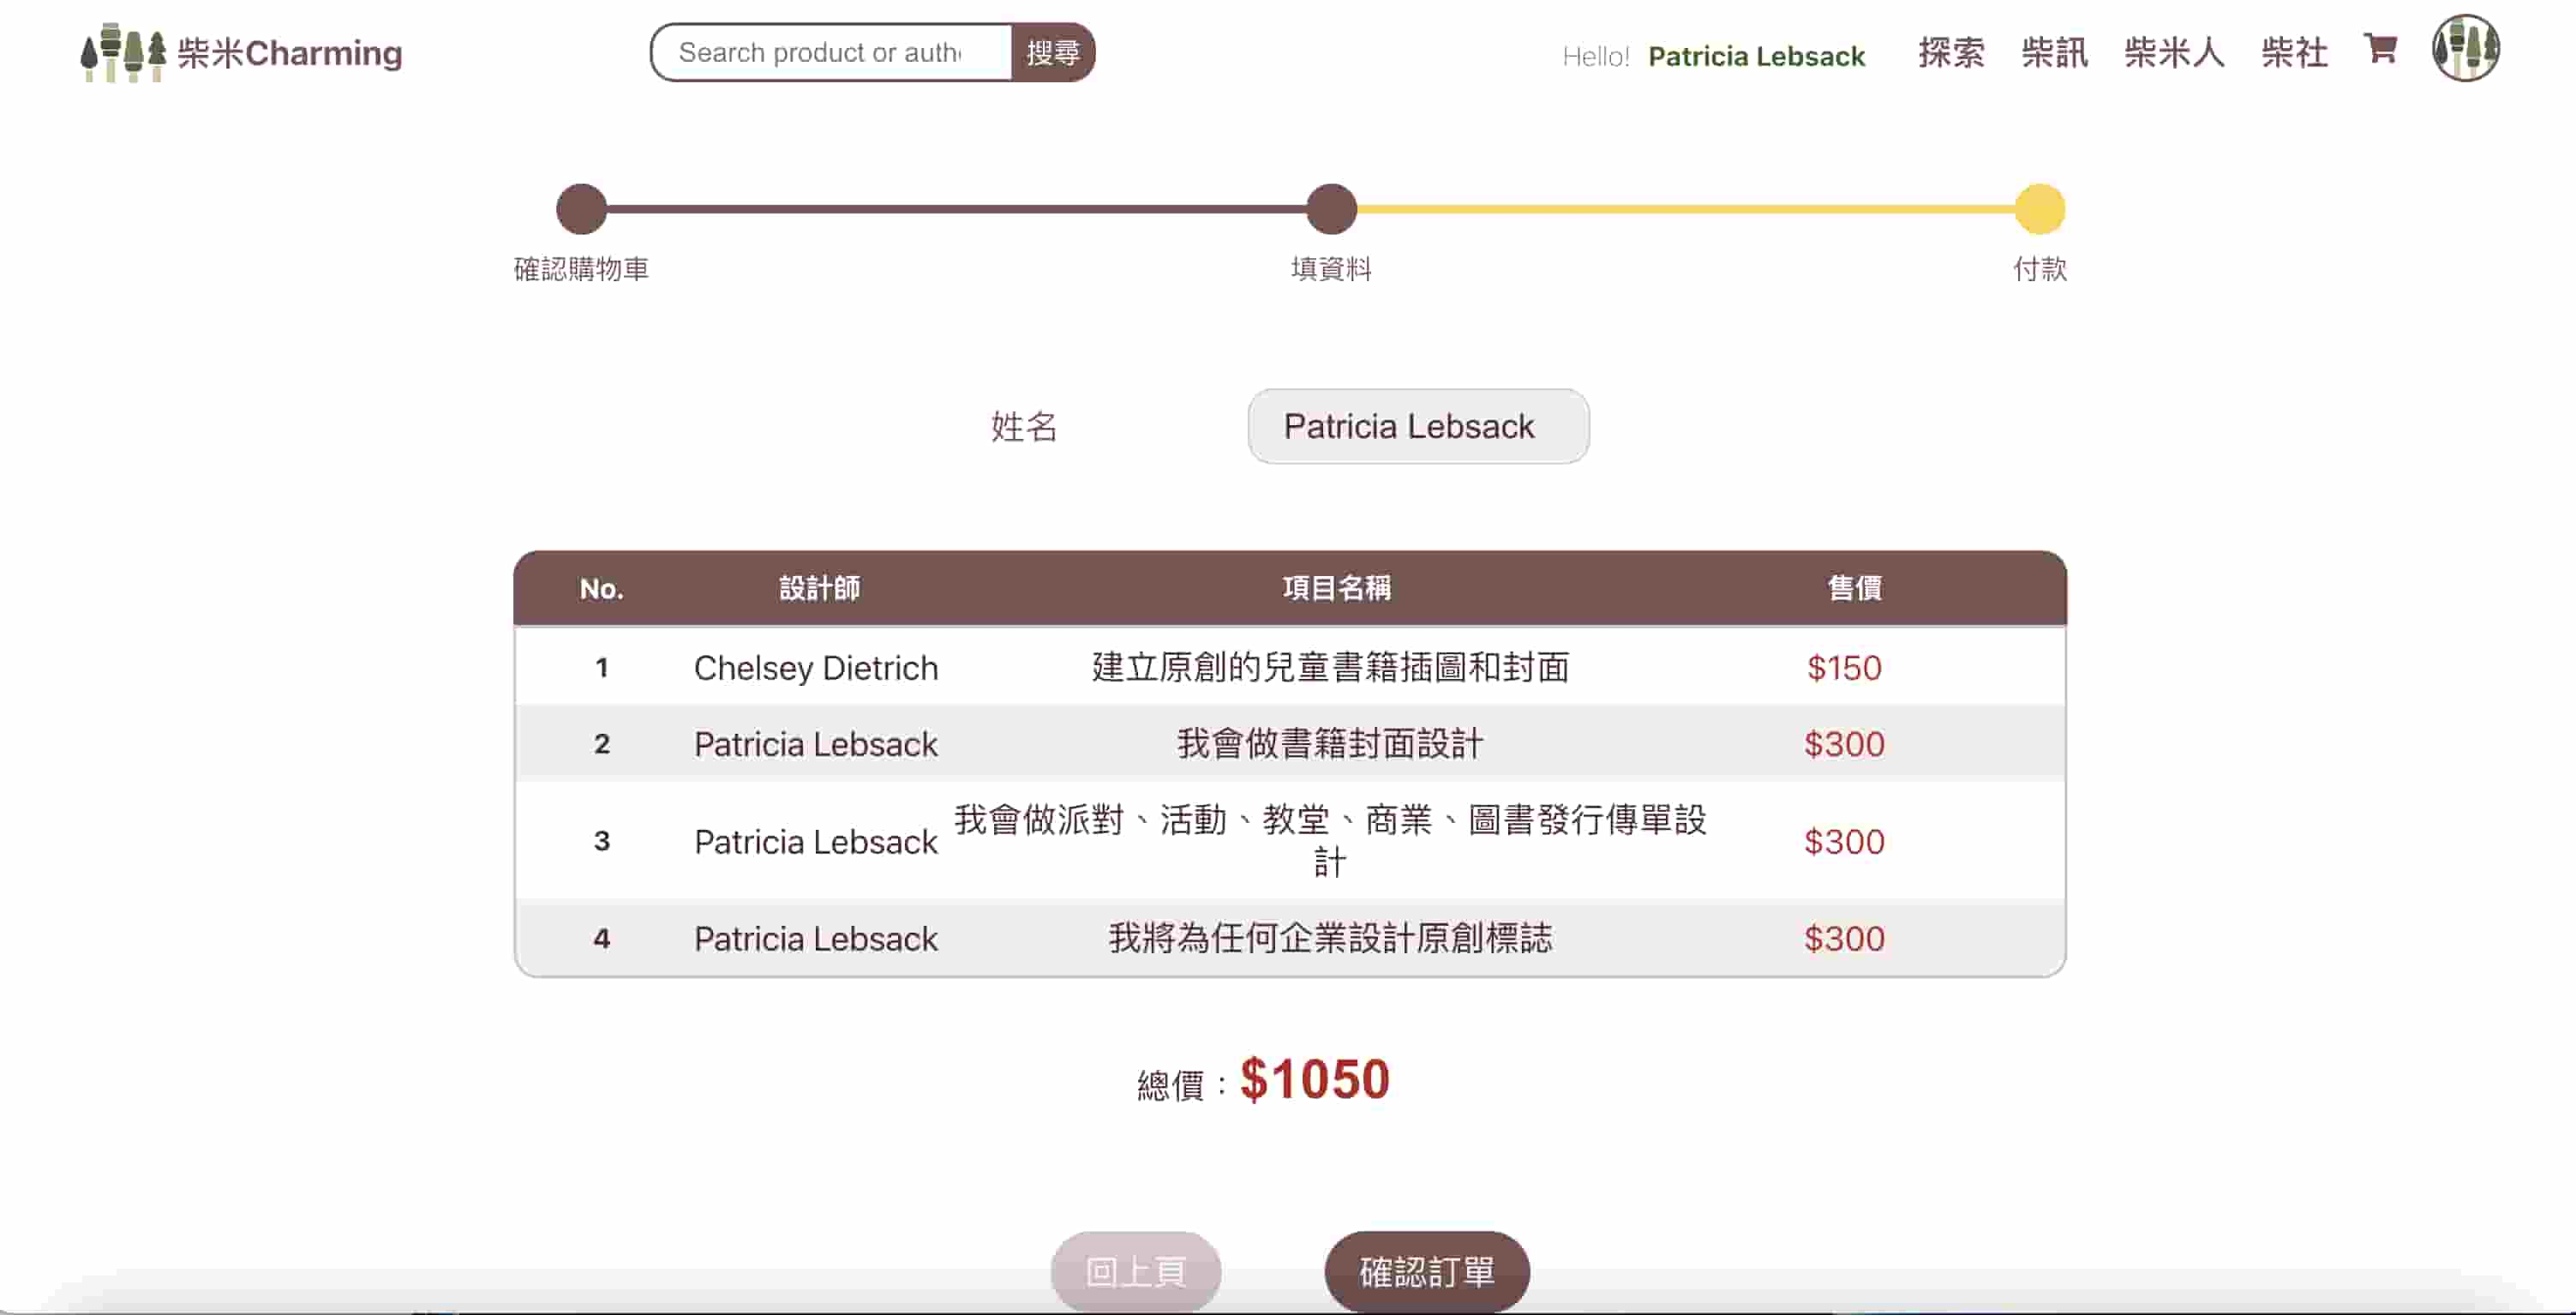 柴米Charming
Search product or auth
搜尋
Hello! Patricia Lebsack
探索 柴訊 柴米人 柴社
確認購物車 填資料 付款
姓名 Patricia Lebsack
No. 設計師 項目名稱 售價
1 Chelsey Dietrich 建立原創的兒童書籍插圖和封面 $150
2 Patricia Lebsack 我會做書籍封面設計 $300
3 Patricia Lebsack 我會做派對、活動、教堂、商業、圖書發行傳單設
計 $300
4 Patricia Lebsack 我將為任何企業設計原創標誌 $300
總價：$1050
回上頁 確認訂單